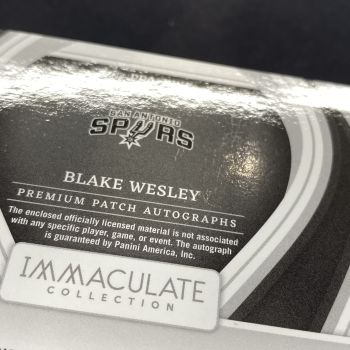 SAN ANTONIO
SPURS
BLAKE WESLEY
PREMIUM PATCH AUTOGRAPHS
The enclosed officially licensed material is not associated
with any specific player, game, or event. The autograph
is guaranteed by Panini America, Inc.
IMMACULATE
COLLECTION